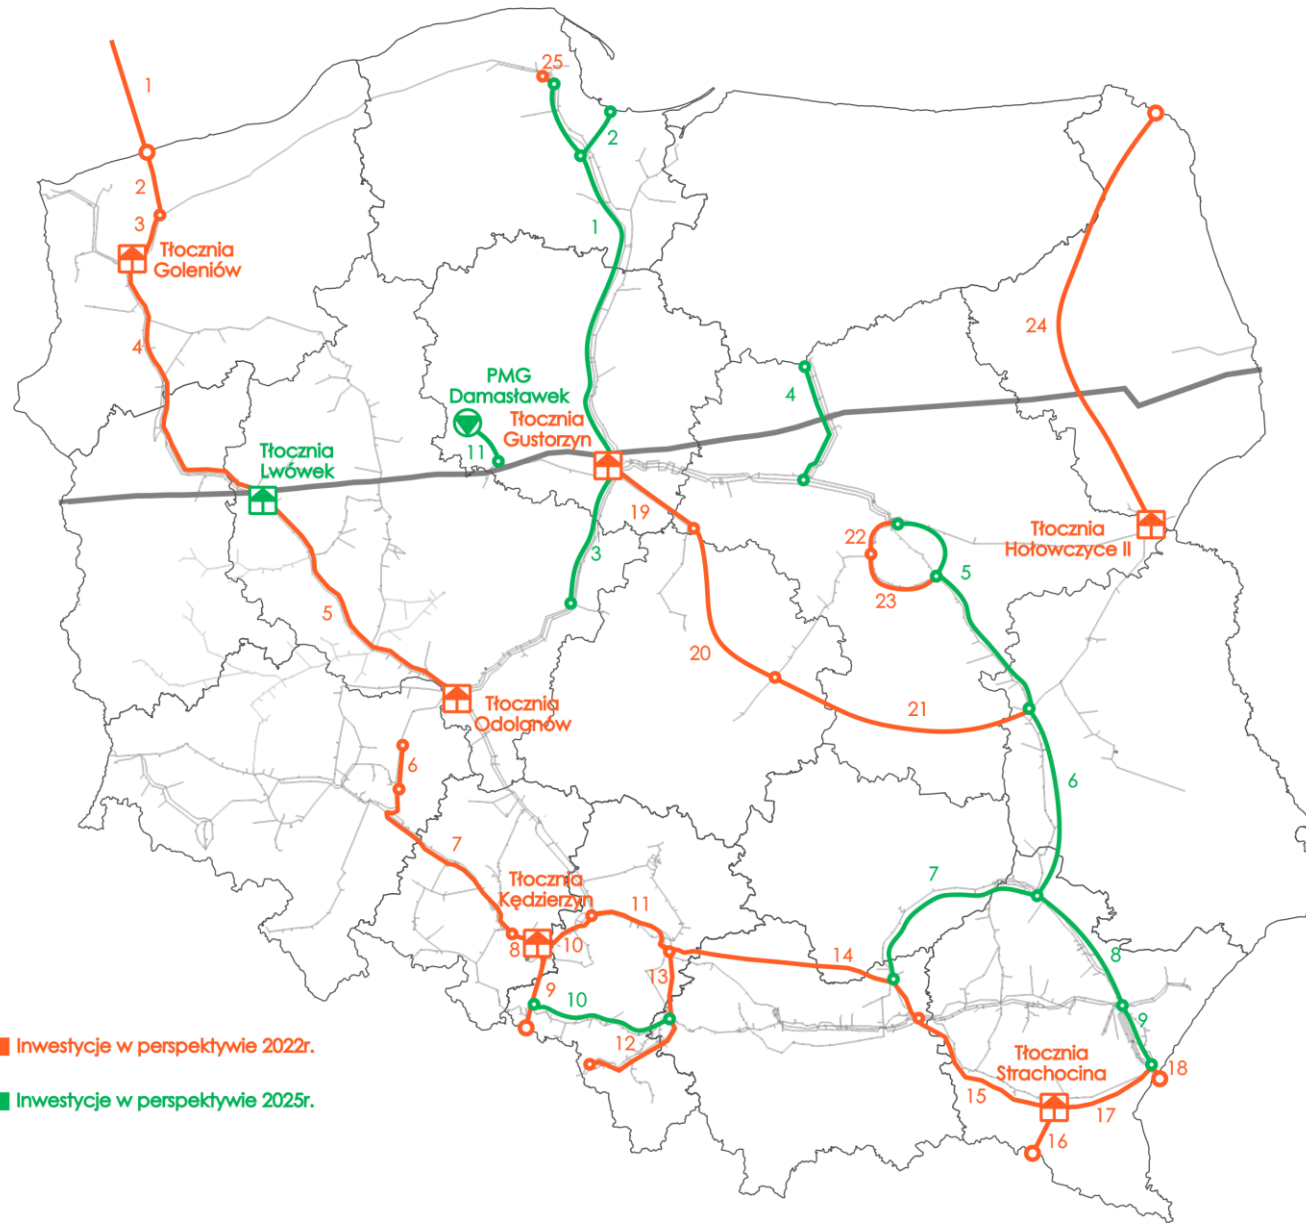 25
1
2
2
3
1
Tłocznia
Goleniów
24
4
PMG
Damasławek
4
Tłocznia
Gustorzyn
11
Tłocznia
Lwówek
19
22
Tłocznia
Hołowczyce II
3
5
23
5
20
21
Tłocznia
Odolanów
6
6
7
7
Tłocznia
Kędzierzyn
11
8
10
14
13
8
9
10
9
12
Inwestycje w perspektywie 2022r.
Tłocznia
Strachocina
18
15
17
Inwestycje w perspektywie 2025r.
16